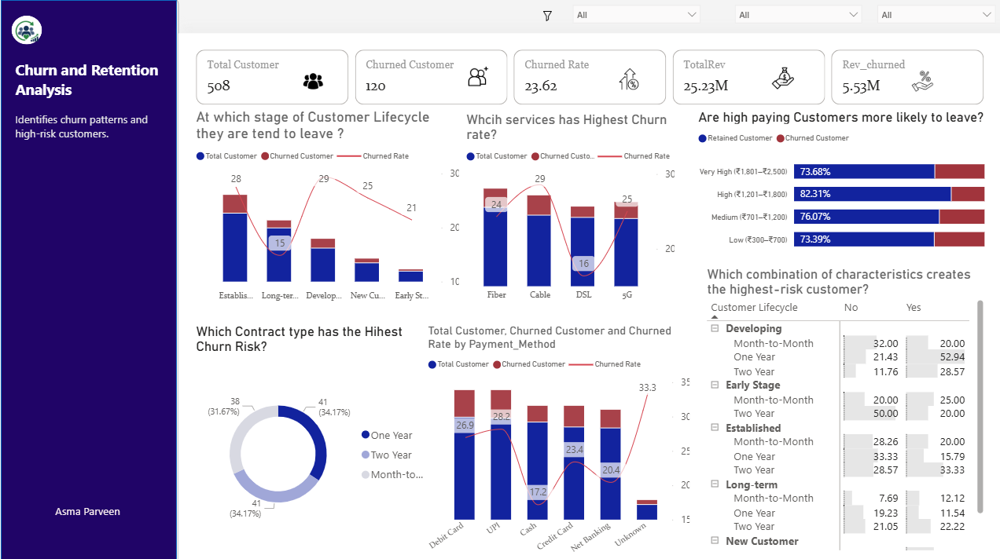 All
All
All
Churn and Retention
Analysis
Identifies churn patterns and
high-risk customers.
Asma Parveen
Total Customer
508
Churned Customer
120
Churned Rate
23.62
TotalRev
25.23M
Rev_churned
5.53M
At which stage of Customer Lifecycle
they are tend to leave ?
Total Customer Churned Customer Churned Rate
30
20
10
28
15
29
25
21
Establis... Long-ter... Develop... New Cu... Early St...
Whcih services has Highest Churn
rate?
Total Customer Churned Custo... Churned Rate
30
20
24
29
16
25
Fiber Cable DSL 5G
Are high paying Customers more likely to leave?
Retained Customer Churned Customer
Very High (₹1,801–₹2,500) 73.68%
High (₹1,201–₹1,800) 82.31%
Medium (₹701–₹1,200) 76.07%
Low (₹300–₹700) 73.39%
Which Contract type has the Hihest
Churn Risk?
38
(31.67%)
41
(34.17%)
41
(34.17%)
One Year
Two Year
Month-to...
Total Customer, Churned Customer and Churned
Rate by Payment_Method
Total Customer Churned Customer Churned Rate
35
30
25
20
15
26.9
28.2
17.2
23.4
20.4
33.3
Debit Card UPI Cash Credit Card Net Banking Unknown
Which combination of characteristics creates
the highest-risk customer?
Customer Lifecycle No Yes
Developing
Month-to-Month 32.00 20.00
One Year 21.43 52.94
Two Year 11.76 28.57
Early Stage
Month-to-Month 20.00 25.00
Two Year 50.00 20.00
Established
Month-to-Month 28.26 20.00
One Year 33.33 15.79
Two Year 28.57 33.33
Long-term
Month-to-Month 7.69 12.12
One Year 19.23 11.54
Two Year 21.05 22.22
New Customer